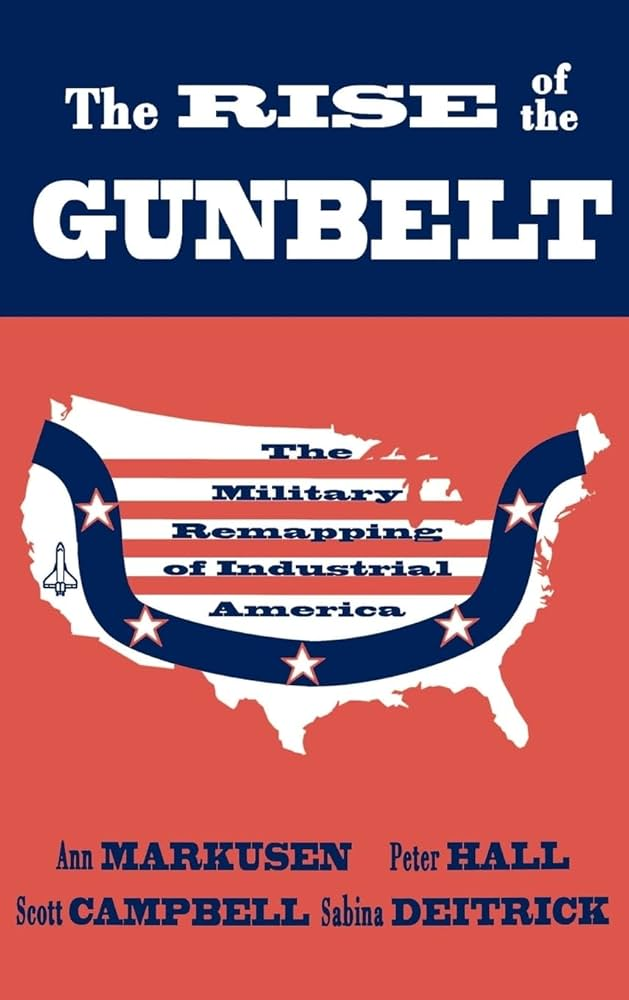 The RISE of the
GUNBELT
The
Military
Remapping
of Industrial
America
Ann MARKUSEN Peter HALL
Scott CAMPBELL Sabina DEITRICK